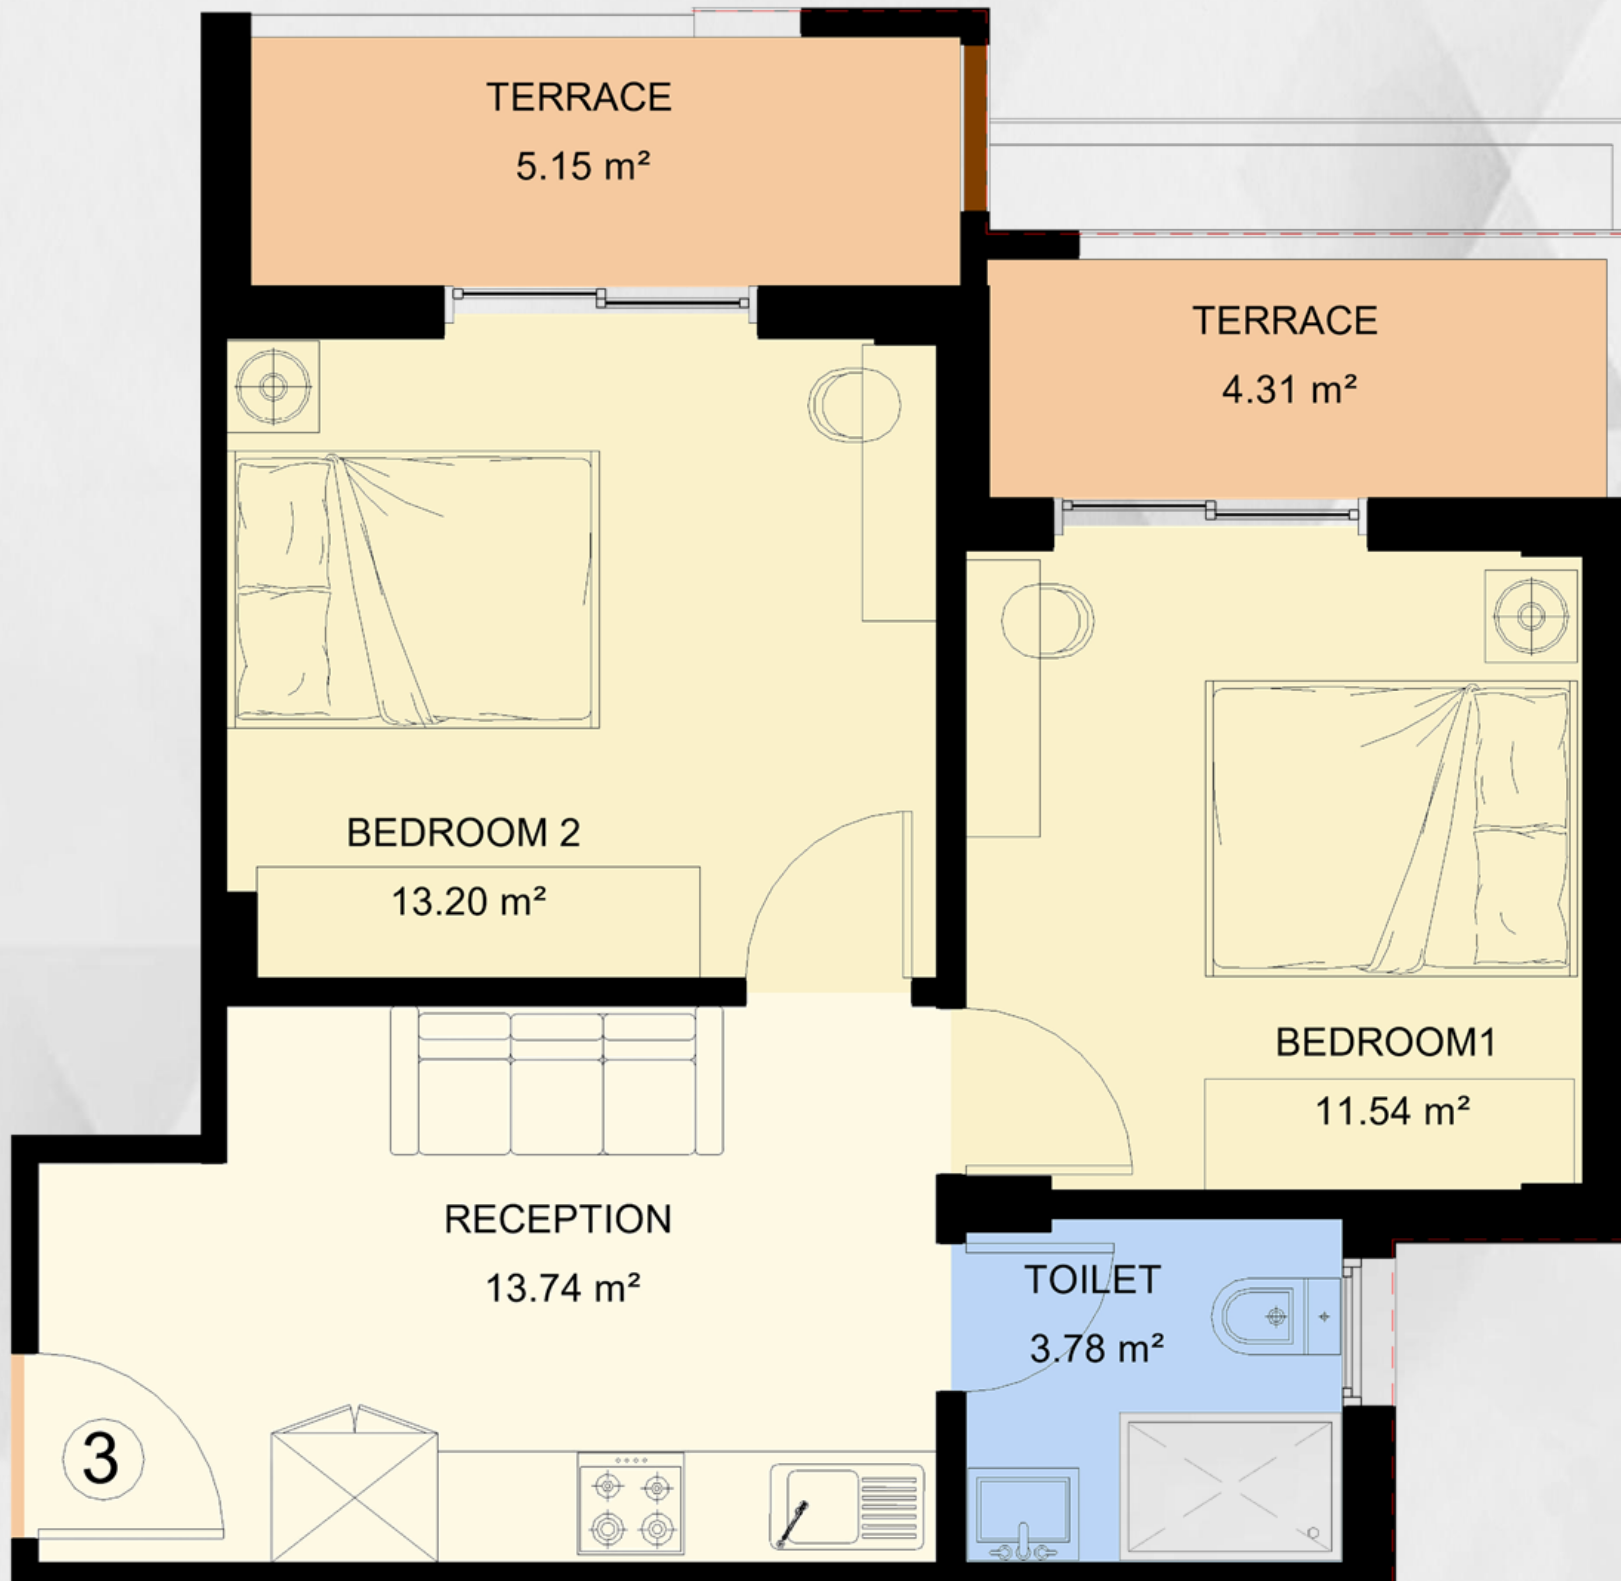 TERRACE
5.15 m²
TERRACE
4.31 m²
BEDROOM 2
13.20 m²
BEDROOM1
11.54 m²
RECEPTION
13.74 m²
TOILET
3.78 m²
3